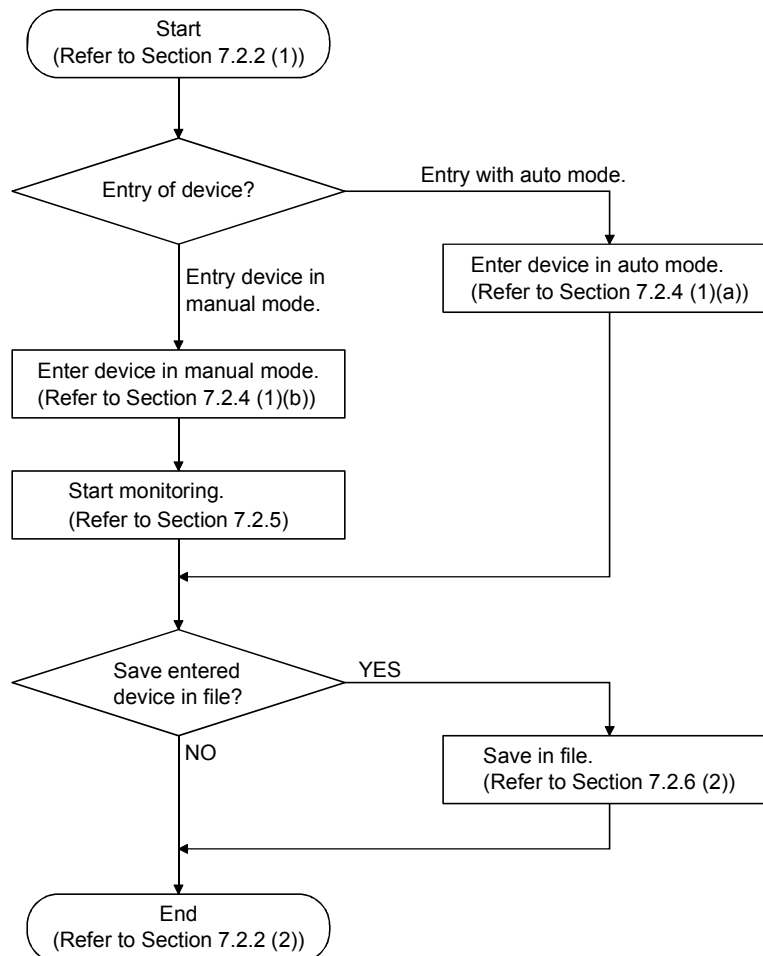 Start
(Refer to Section 7.2.2 (1))
Entry of device?
Entry with auto mode.
Entry device in
manual mode.
Enter device in auto mode.
(Refer to Section 7.2.4 (1)(a))
Enter device in manual mode.
(Refer to Section 7.2.4 (1)(b))
Start monitoring.
(Refer to Section 7.2.5)
Save entered
device in file?
YES
NO
Save in file.
(Refer to Section 7.2.6 (2))
End
(Refer to Section 7.2.2 (2))